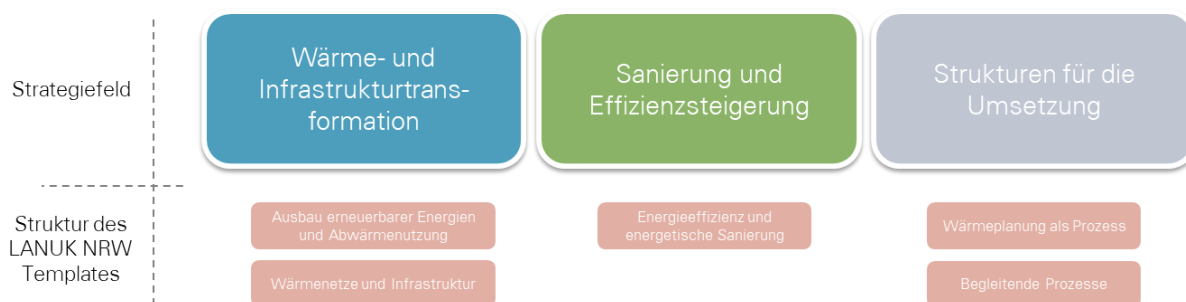 Strategiefeld
Wärme- und
Infrastrukturtrans-
formation
Sanierung und
Effizienzsteigerung
Strukturen für die
Umsetzung
Struktur des
LANUK NRW
Templates
Ausbau erneuerbarer Energien
und Abwärmenutzung
Wärmenetze und Infrastruktur
Energieeffizienz und
energetische Sanierung
Wärmeplanung als Prozess
Begleitende Prozesse